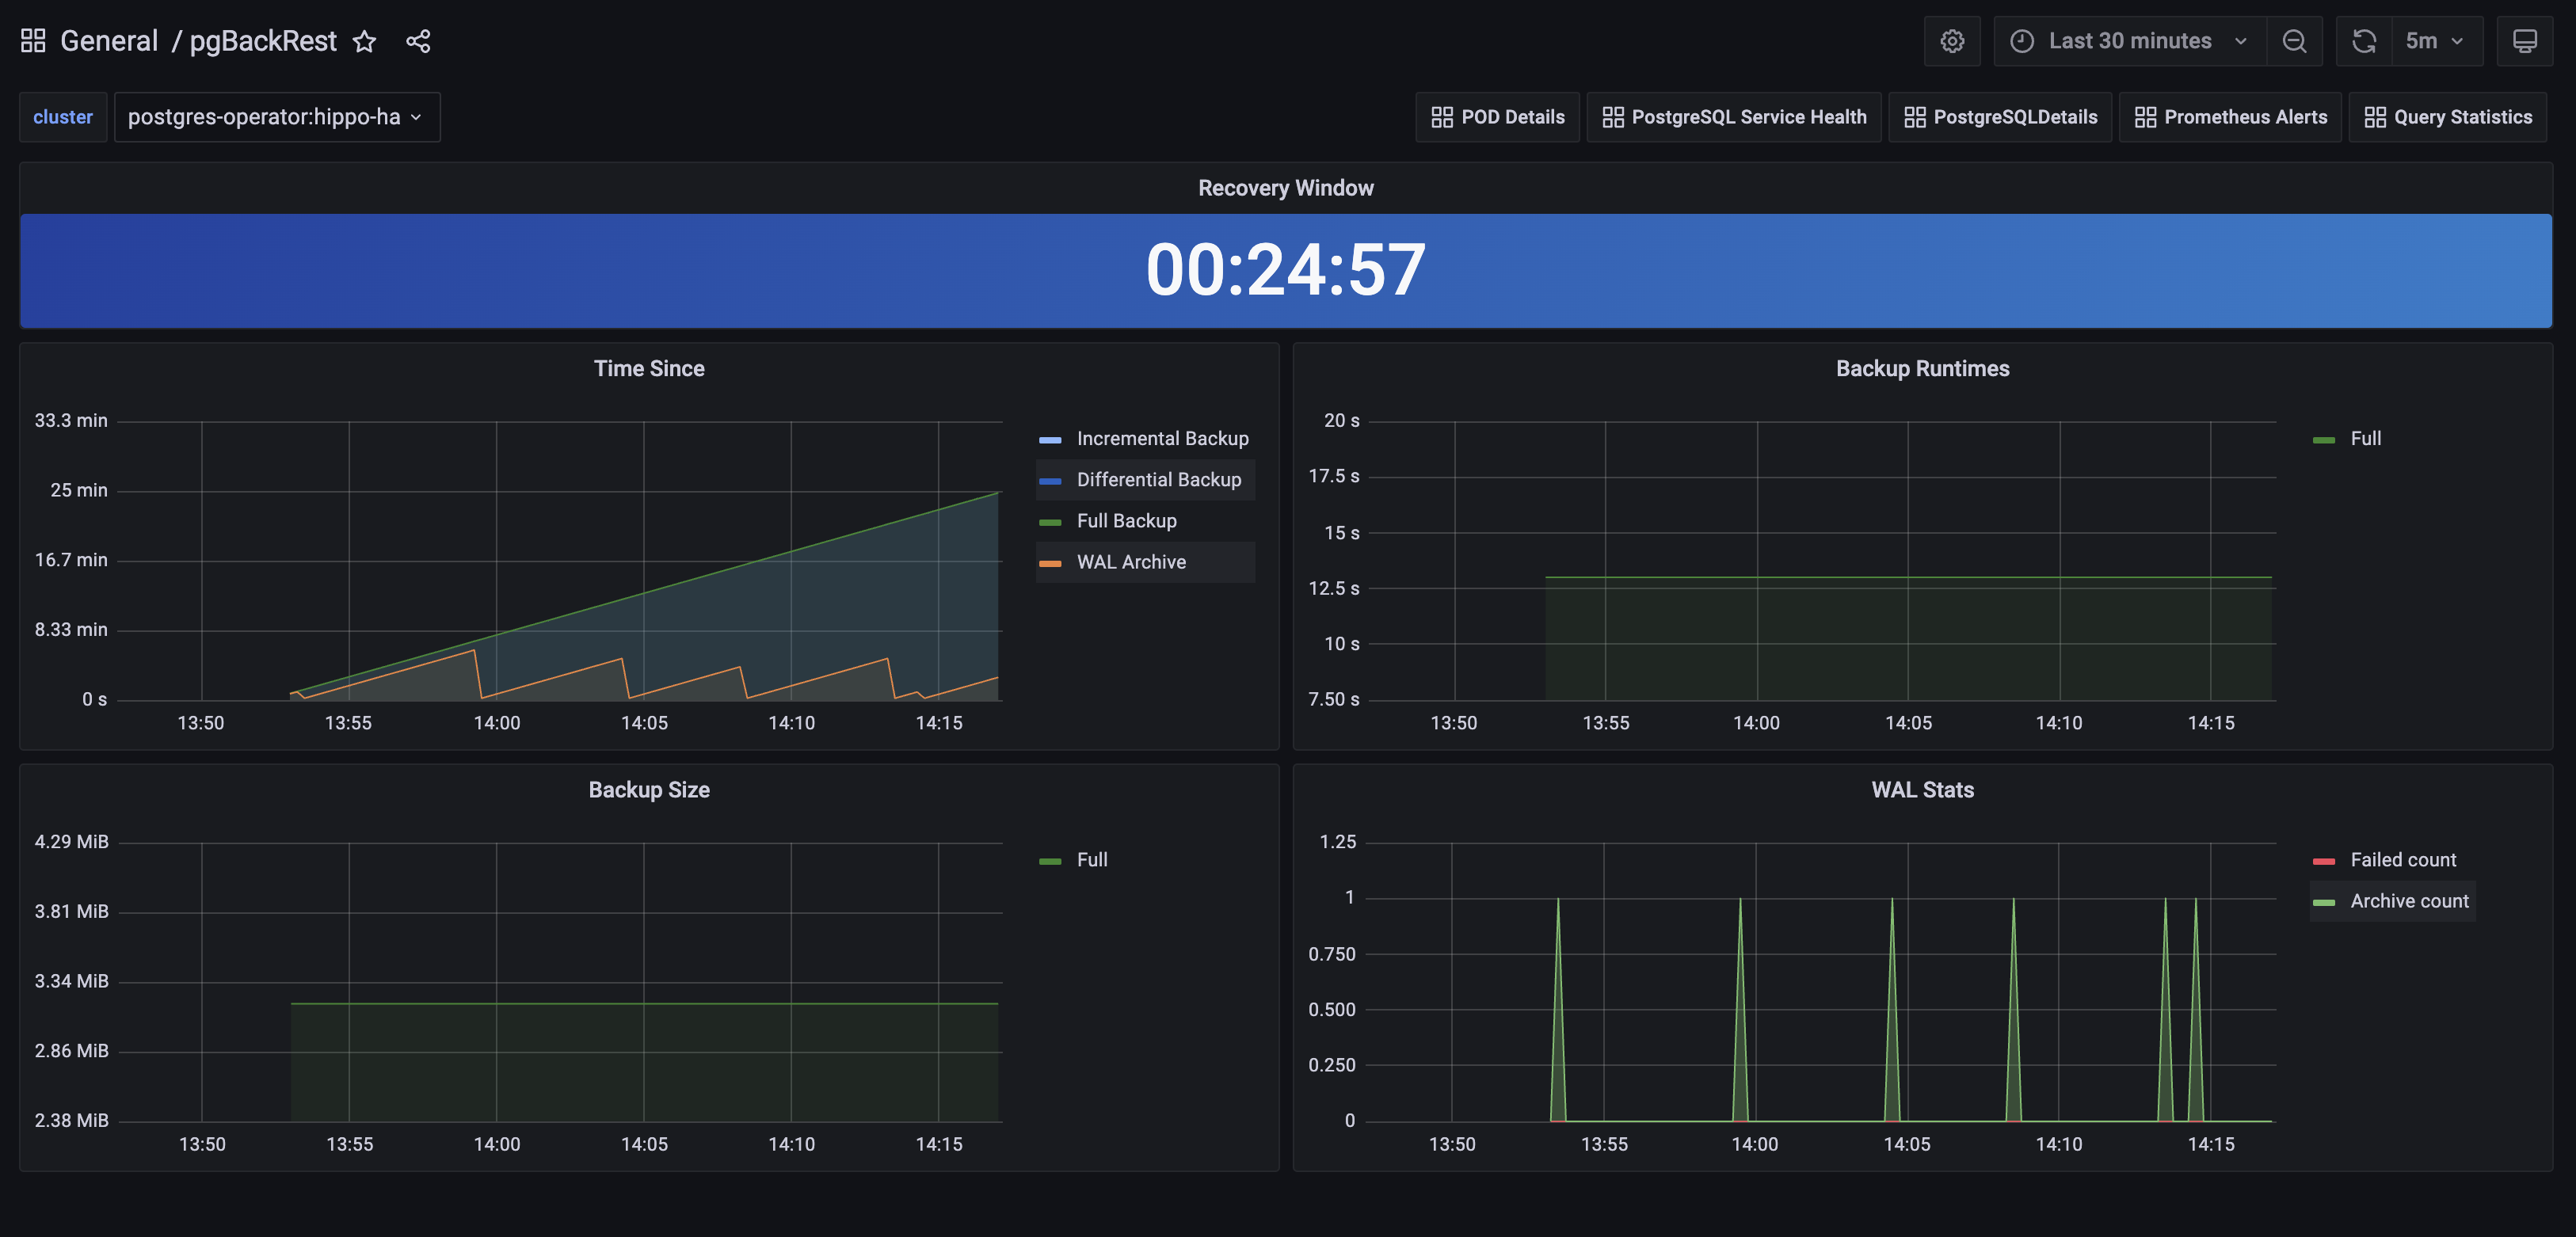 General / pgBackRest
Last 30 minutes
5m
cluster
postgres-operator:hippo-ha
POD Details
PostgreSQL Service Health
PostgreSQLDetails
Prometheus Alerts
Query Statistics
Recovery Window
00:24:57
Time Since
33.3 min
25 min
16.7 min
8.33 min
0 s
13:50 13:55 14:00 14:05 14:10 14:15
Incremental Backup
Differential Backup
Full Backup
WAL Archive
Backup Runtimes
20 s
17.5 s
15 s
12.5 s
10 s
7.50 s
13:50 13:55 14:00 14:05 14:10 14:15
Full
Backup Size
4.29 MiB
3.81 MiB
3.34 MiB
2.86 MiB
2.38 MiB
13:50 13:55 14:00 14:05 14:10 14:15
Full
WAL Stats
1.25
1
0.750
0.500
0.250
0
13:50 13:55 14:00 14:05 14:10 14:15
Failed count
Archive count